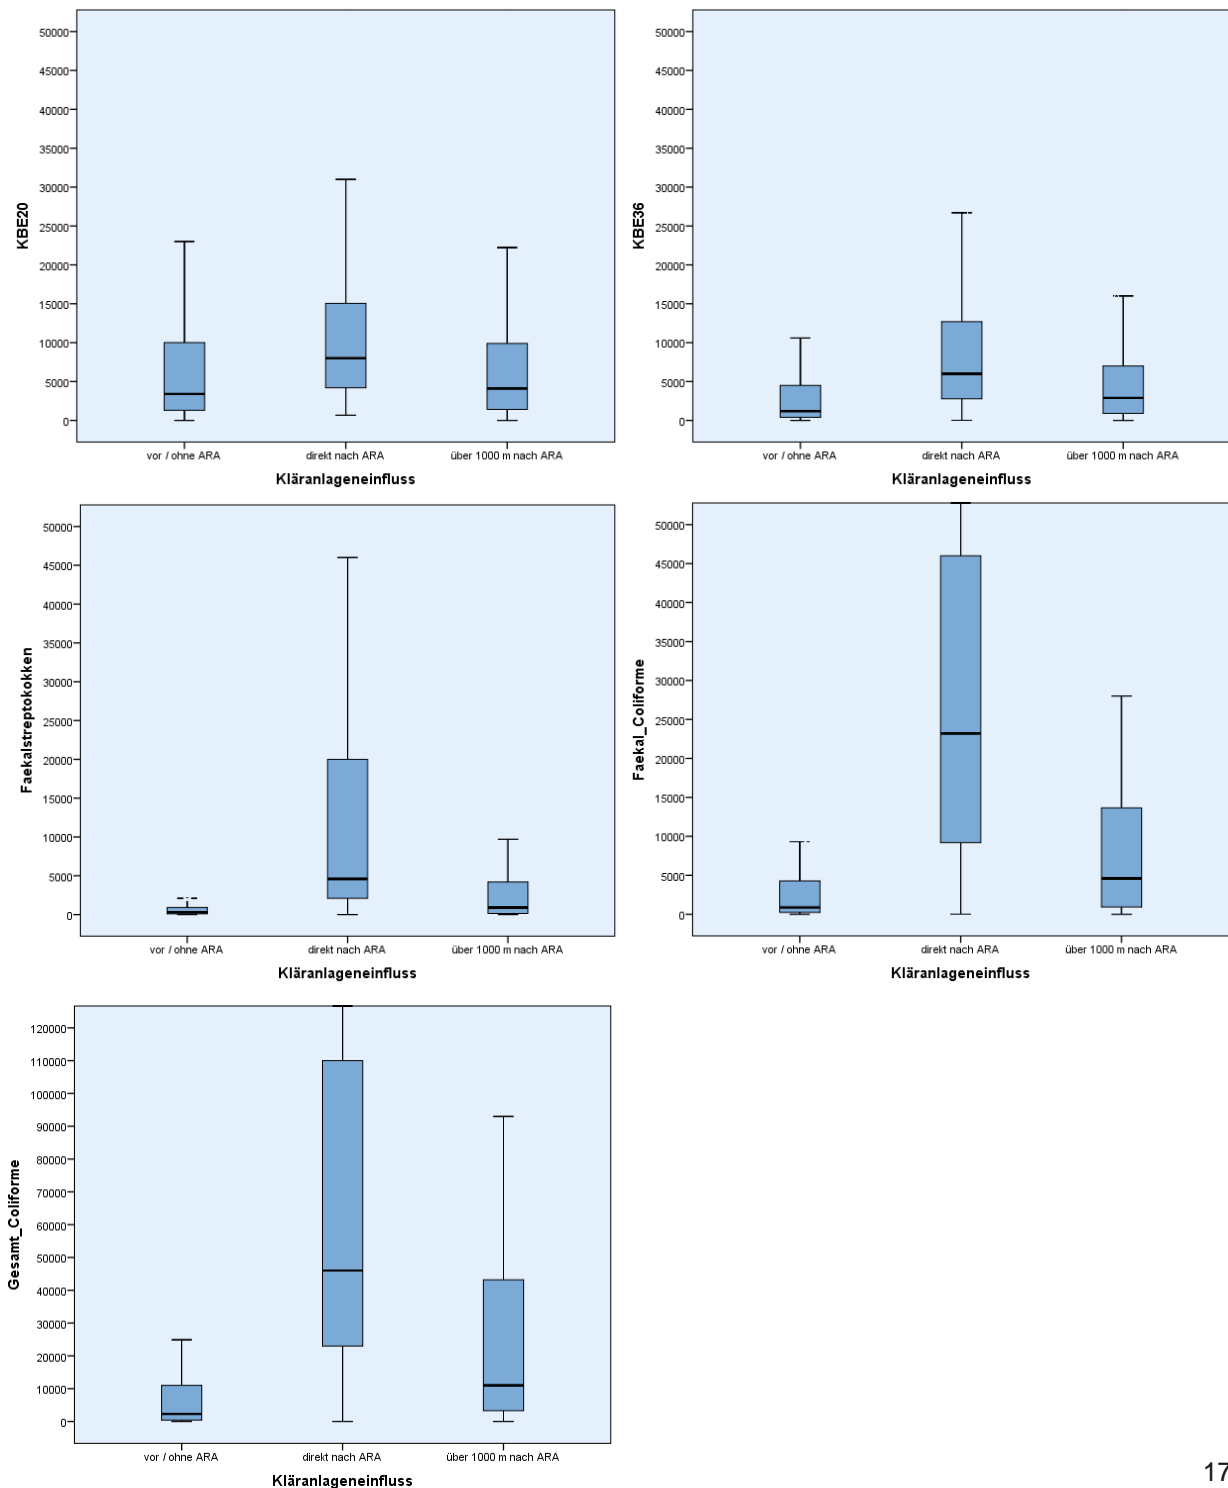 50000
45000
40000
35000
30000
25000
20000
15000
10000
5000
0
KBE20
vor / ohne ARA
direkt nach ARA
über 1000 m nach ARA
Kläranlageneinfluss
50000
45000
40000
35000
30000
25000
20000
15000
10000
5000
0
KBE36
vor / ohne ARA
direkt nach ARA
über 1000 m nach ARA
Kläranlageneinfluss
50000
45000
40000
35000
30000
25000
20000
15000
10000
5000
0
Faekalstreptokokken
vor / ohne ARA
direkt nach ARA
über 1000 m nach ARA
Kläranlageneinfluss
50000
45000
40000
35000
30000
25000
20000
15000
10000
5000
0
Faekal_Coliforme
vor / ohne ARA
direkt nach ARA
über 1000 m nach ARA
Kläranlageneinfluss
120000
110000
100000
90000
80000
70000
60000
50000
40000
30000
20000
10000
0
Gesamt_Coliforme
vor / ohne ARA
direkt nach ARA
über 1000 m nach ARA
Kläranlageneinfluss
17